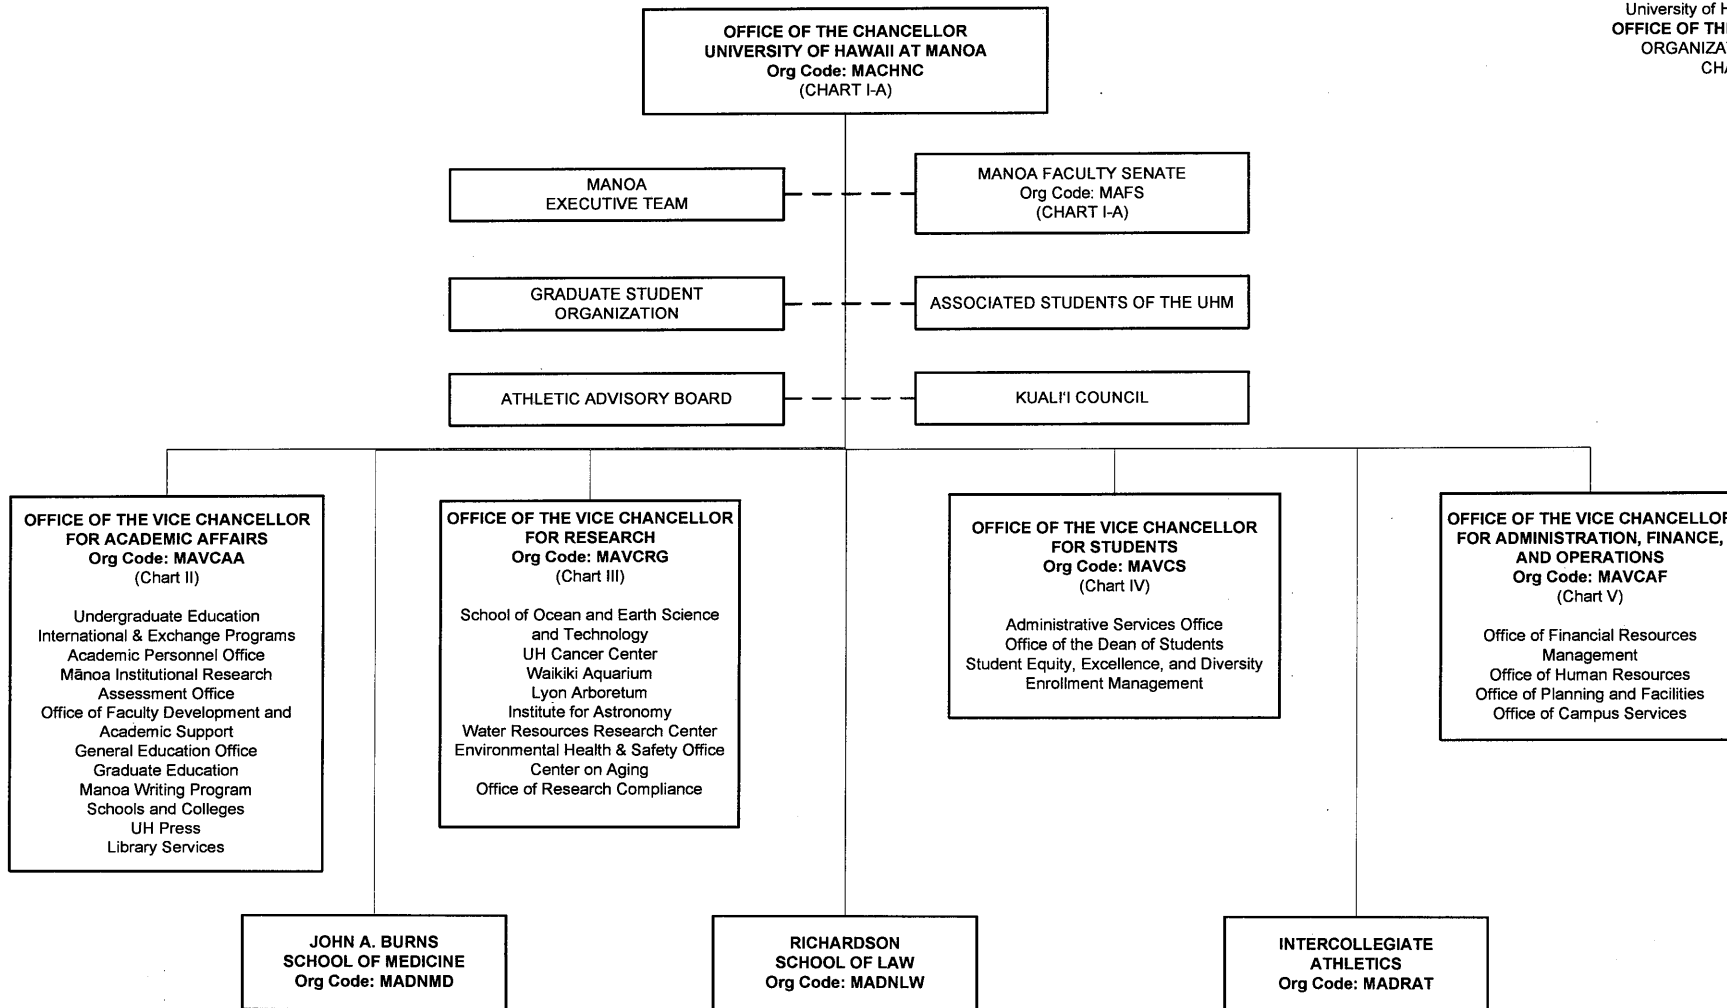 University of H
OFFICE OF TH
ORGANIZA
CHA
OFFICE OF THE CHANCELLOR
UNIVERSITY OF HAWAII AT MANOA
Org Code: MACHNC
(CHART I-A)
MANOA
EXECUTIVE TEAM
MANOA FACULTY SENATE
Org Code: MAFS
(CHART I-A)
GRADUATE STUDENT
ORGANIZATION
ASSOCIATED STUDENTS OF THE UHM
ATHLETIC ADVISORY BOARD
KUALI'I COUNCIL
OFFICE OF THE VICE CHANCELLOR
FOR ACADEMIC AFFAIRS
Org Code: MAVCAA
(Chart II)
Undergraduate Education
International & Exchange Programs
Academic Personnel Office
Mānoa Institutional Research
Assessment Office
Office of Faculty Development and
Academic Support
General Education Office
Graduate Education
Manoa Writing Program
Schools and Colleges
UH Press
Library Services
OFFICE OF THE VICE CHANCELLOR
FOR RESEARCH
Org Code: MAVCRG
(Chart III)
School of Ocean and Earth Science
and Technology
UH Cancer Center
Waikiki Aquarium
Lyon Arboretum
Institute for Astronomy
Water Resources Research Center
Environmental Health & Safety Office
Center on Aging
Office of Research Compliance
OFFICE OF THE VICE CHANCELLOR
FOR STUDENTS
Org Code: MAVCS
(Chart IV)
Administrative Services Office
Office of the Dean of Students
Student Equity, Excellence, and Diversity
Enrollment Management
OFFICE OF THE VICE CHANCELLOR
FOR ADMINISTRATION, FINANCE,
AND OPERATIONS
Org Code: MAVCAF
(Chart V)
Office of Financial Resources
Management
Office of Human Resources
Office of Planning and Facilities
Office of Campus Services
JOHN A. BURNS
SCHOOL OF MEDICINE
Org Code: MADNMD
RICHARDSON
SCHOOL OF LAW
Org Code: MADNLW
INTERCOLLEGIATE
ATHLETICS
Org Code: MADRAT